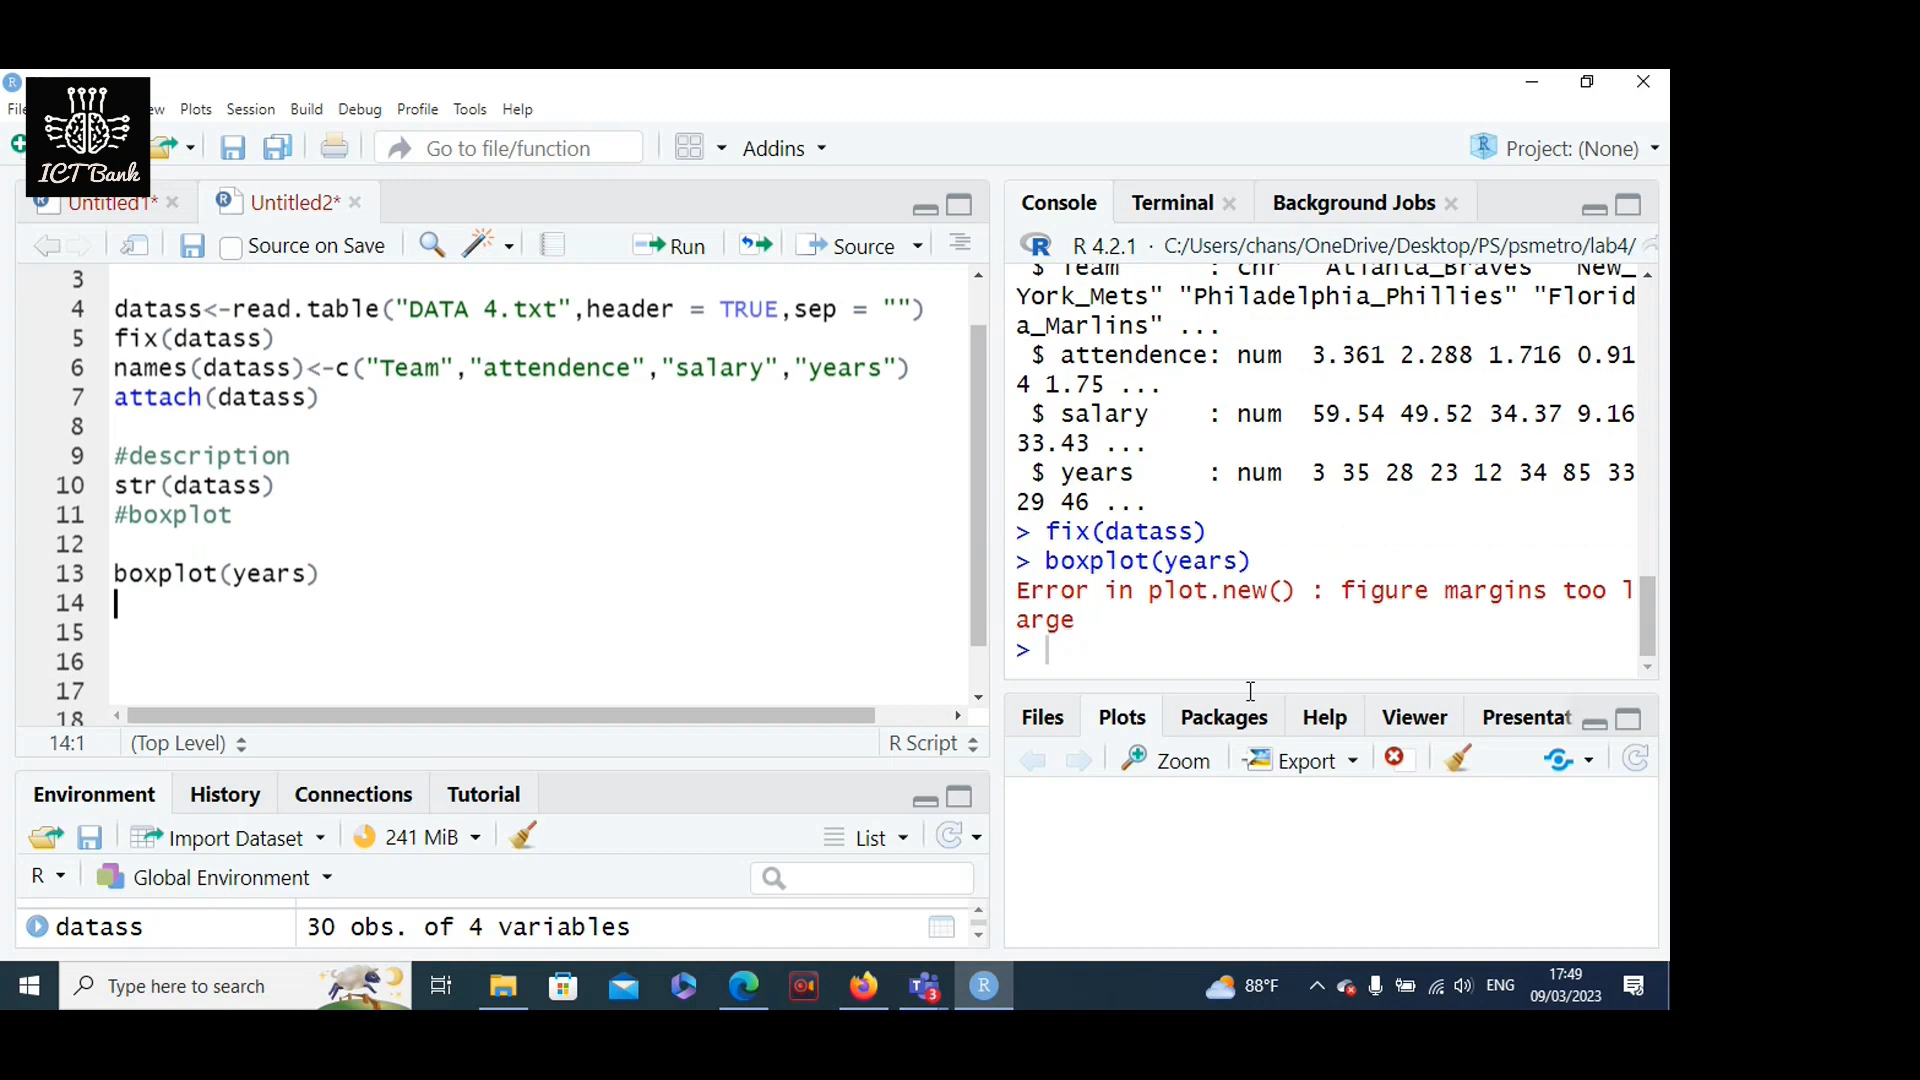 ICT Bank
File
ew Plots Session Build Debug Profile Tools Help
Go to file/function
Addins
Project: (None)
Untitled1*
Untitled2*
Source on Save
Run
Source
3
4 datass<-read.table("DATA 4.txt",header = TRUE,sep = "")
5 fix(datass)
6 names(datass)<-c("Team","attendence","salary","years")
7 attach(datass)
8
9 #description
10 str(datass)
11 #boxplot
12
13 boxplot(years)
14
15
16
17
18
14:1 (Top Level) R Script
Environment History Connections Tutorial
Import Dataset 241 MiB List
R Global Environment
datass 30 obs. of 4 variables
Console Terminal Background Jobs
R 4.2.1 · C:/Users/chans/OneDrive/Desktop/PS/psmetro/lab4/
$ Team : chr "Atlanta_Braves" "New_
York_Mets" "Philadelphia_Phillies" "Florid
a_Marlins" ...
$ attendence: num 3.361 2.288 1.716 0.91
4 1.75 ...
$ salary : num 59.54 49.52 34.37 9.16
33.43 ...
$ years : num 3 35 28 23 12 34 85 33
29 46 ...
> fix(datass)
> boxplot(years)
Error in plot.new() : figure margins too l
arge
>
Files Plots Packages Help Viewer Presentat
Zoom Export
Type here to search
3
R
88°F
ENG
17:49
09/03/2023